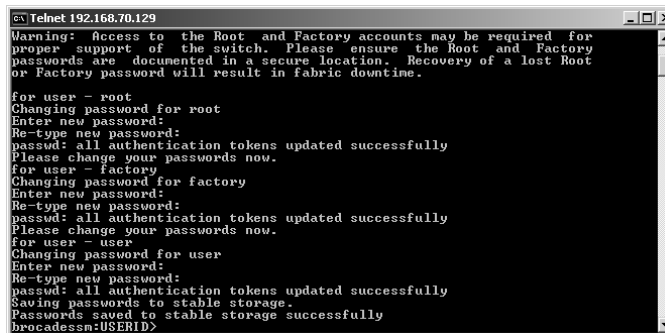 Telnet 192.168.70.129
Warning: Access to the Root and Factory accounts may be required for
proper support of the switch. Please ensure the Root and Factory
passwords are documented in a secure location. Recovery of a lost Root
or Factory password will result in fabric downtime.
for user - root
Changing password for root
Enter new password:
Re-type new password:
passwd: all authentication tokens updated successfully
Please change your passwords now.
for user - factory
Changing password for factory
Enter new password:
Re-type new password:
passwd: all authentication tokens updated successfully
Please change your passwords now.
for user - user
Changing password for user
Enter new password:
Re-type new password:
passwd: all authentication tokens updated successfully
Saving passwords to stable storage.
Passwords saved to stable storage successfully
brocadessm:USERID>